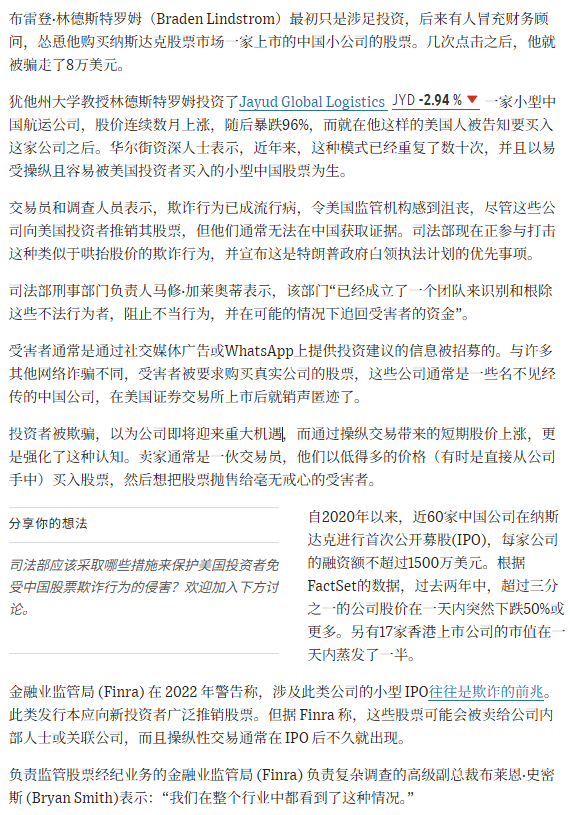 布雷登·林德斯特罗姆（Braden Lindstrom）最初只是涉足投资，后来有人冒充财务顾
问，怂恿他购买纳斯达克股票市场一家上市的中国小公司的股票。几次点击之后，他就
被骗走了8万美元。
犹他州大学教授林德斯特罗姆投资了Jayud Global Logistics JYD -2.94 % ▼ 一家小型中
国航运公司，股价连续数月上涨，随后暴跌96%，而就在他这样的美国人被告知要买入
这家公司之后。华尔街资深人士表示，近年来，这种模式已经重复了数十次，并且以易
受操纵且容易被美国投资者买入的小型中国股票为生。
交易员和调查人员表示，欺诈行为已成流行病，令美国监管机构感到沮丧，尽管这些公
司向美国投资者推销其股票，但他们通常无法在中国获取证据。司法部现在正参与打击
这种类似于哄抬股价的欺诈行为，并宣布这是特朗普政府白领执法计划的优先事项。
司法部刑事部门负责人马修·加莱奥蒂表示，该部门“已经成立了一个团队来识别和根除
这些不法行为者，阻止不当行为，并在可能的情况下追回受害者的资金”。
受害者通常是通过社交媒体广告或WhatsApp上提供投资建议的信息被招募的。与许多
其他网络诈骗不同，受害者被要求购买真实公司的股票，这些公司通常是一些名不见经
传的中国公司，在美国证券交易所上市后就销声匿迹了。
投资者被欺骗，以为公司即将迎来重大机遇，而通过操纵交易带来的短期股价上涨，更
是强化了这种认知。卖家通常是一伙交易员，他们以低得多的价格（有时是直接从公司
手中）买入股票，然后想把股票抛售给毫无戒心的受害者。
分享你的想法
司法部应该采取哪些措施来保护美国投资者免
受中国股票欺诈行为的侵害？欢迎加入下方讨
论。
自2020年以来，近60家中国公司在纳斯
达克进行首次公开募股(IPO)，每家公司
的融资额不超过1500万美元。根据
FactSet的数据，过去两年中，超过三分
之一的公司股价在一天内突然下跌50%或
更多。另有17家香港上市公司的市值在一
天内蒸发了一半。
金融业监管局 (Finra) 在 2022 年警告称，涉及此类公司的小型 IPO往往是欺诈的前兆。
此类发行本应向新投资者广泛推销股票。但据 Finra 称，这些股票可能会被卖给公司内
部人士或关联公司，而且操纵性交易通常在 IPO 后不久就出现。
负责监管股票经纪业务的金融业监管局 (Finra) 负责复杂调查的高级副总裁布莱恩·史密
斯 (Bryan Smith)表示：“我们在整个行业中都看到了这种情况。”